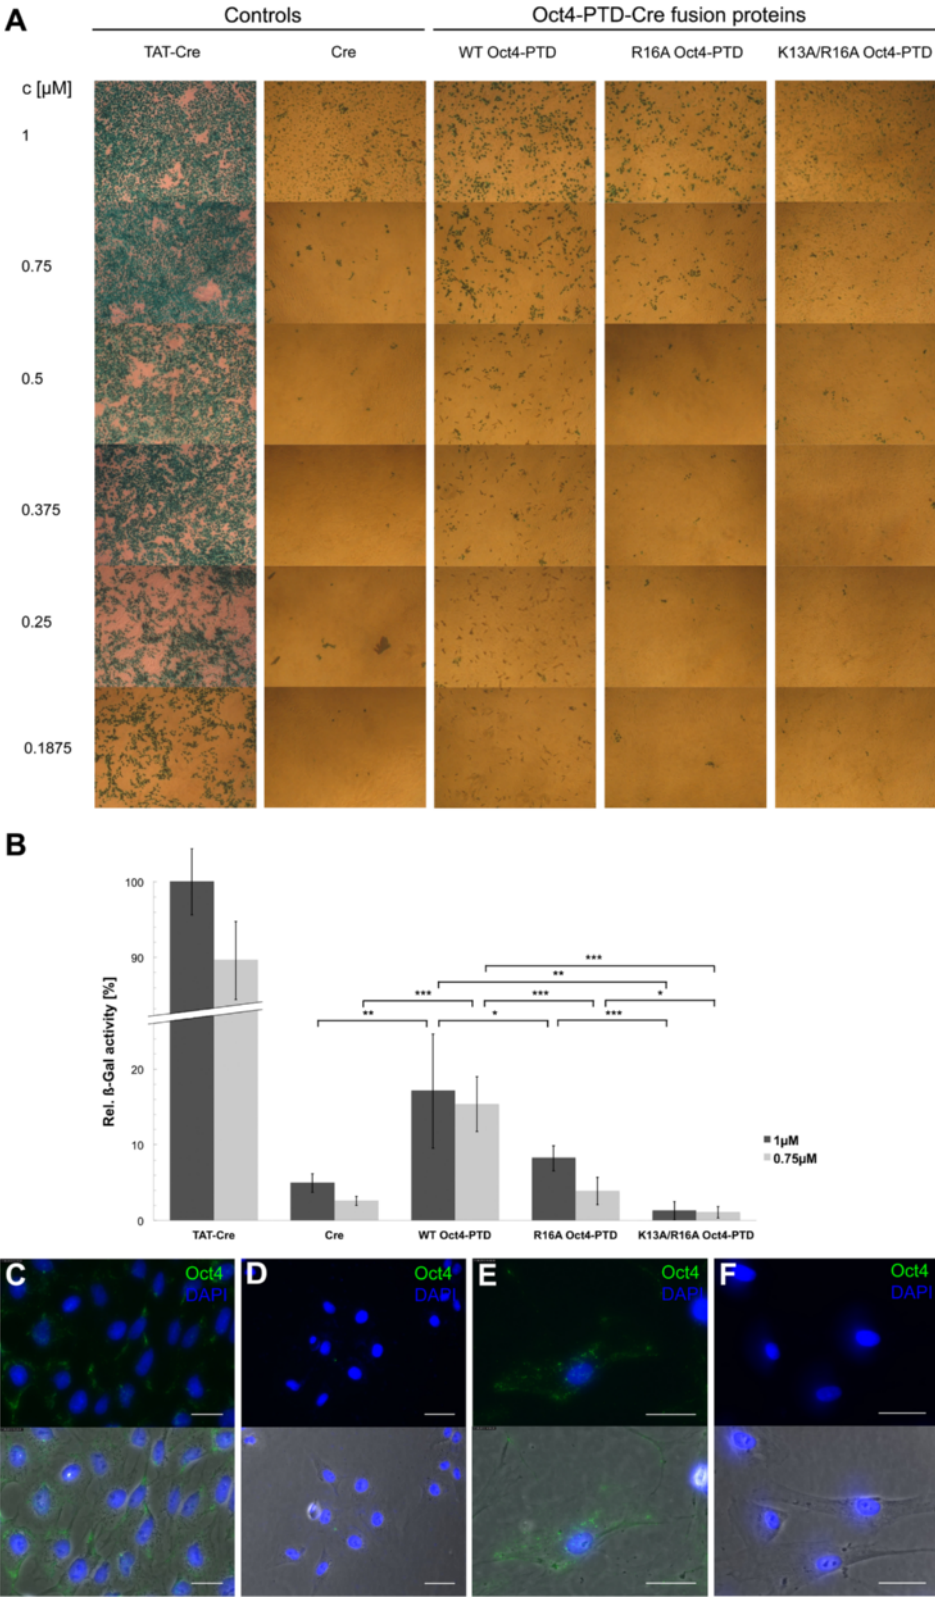 A
Controls
Oct4-PTD-Cre fusion proteins
TAT-Cre
Cre
WT Oct4-PTD
R16A Oct4-PTD
K13A/R16A Oct4-PTD
c [µM]
1
0.75
0.5
0.375
0.25
0.1875
B
Rel. ß-Gal activity [%]
100
90
20
10
0
***
**
*** *** *
** * ***
1µM
0.75µM
TAT-Cre
Cre
WT Oct4-PTD
R16A Oct4-PTD
K13A/R16A Oct4-PTD
C
Oct4
DAPI
D
Oct4
DAPI
E
Oct4
DAPI
F
Oct4
DAPI